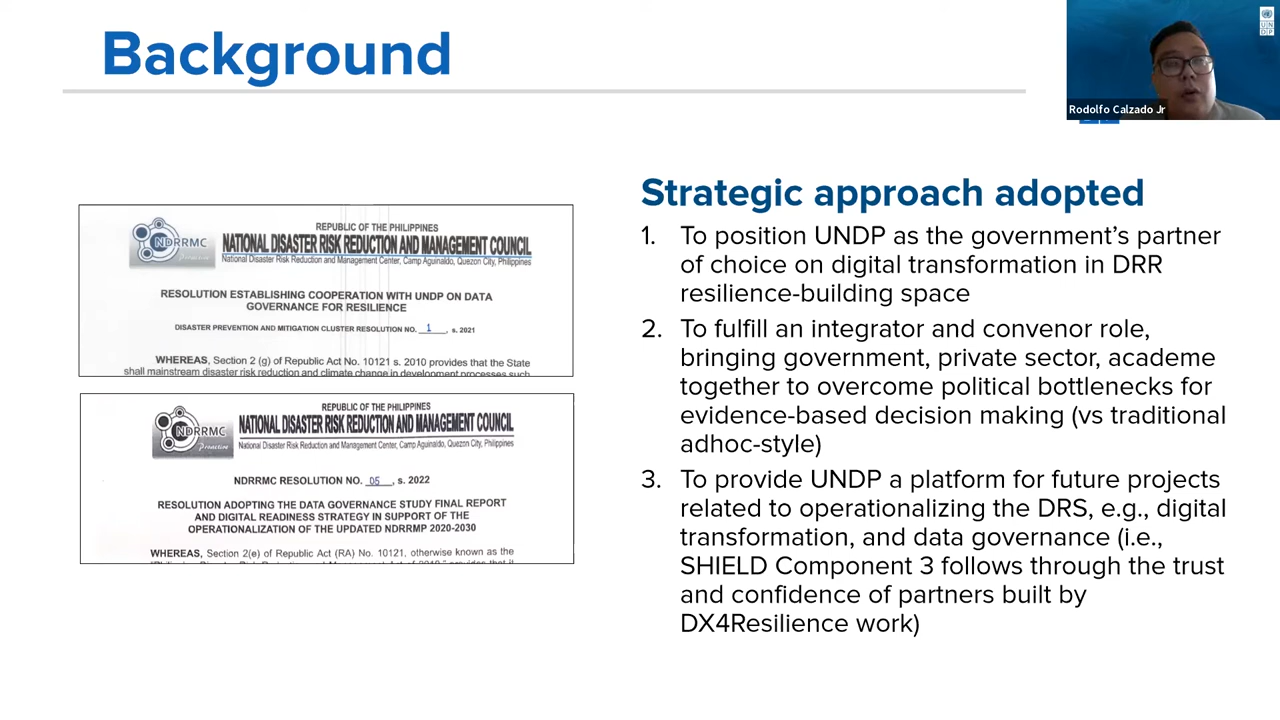 Background
UN
DP
Rodolfo Calzado Jr
NDRRMC
REPUBLIC OF THE PHILIPPINES
NATIONAL DISASTER RISK REDUCTION AND MANAGEMENT COUNCIL
National Disaster Risk Reduction and Management Center, Camp Aguinaldo, Quezon City, Philippines
RESOLUTION ESTABLISHING COOPERATION WITH UNDP ON DATA
GOVERNANCE FOR RESILIENCE
DISASTER PREVENTION AND MITIGATION CLUSTER RESOLUTION NO. 1, s. 2021
WHEREAS, Section 2 (g) of Republic Act No. 10121 s. 2010 provides that the State
shall mainstream disaster risk reduction and climate change in development processes such
NDRRMC
Proactive
REPUBLIC OF THE PHILIPPINES
NATIONAL DISASTER RISK REDUCTION AND MANAGEMENT COUNCIL
National Disaster Risk Reduction and Management Center, Camp Aguinaldo, Quezon City, Philippines
NDRRMC RESOLUTION NO. 05, s. 2022
RESOLUTION ADOPTING THE DATA GOVERNANCE STUDY FINAL REPORT
AND DIGITAL READINESS STRATEGY IN SUPPORT OF THE
OPERATIONALIZATION OF THE UPDATED NDRRMP 2020-2030
WHEREAS, Section 2(e) of Republic Act (RA) No. 10121, otherwise known as the
Strategic approach adopted
1. To position UNDP as the government's partner
of choice on digital transformation in DRR
resilience-building space
2. To fulfill an integrator and convenor role,
bringing government, private sector, academe
together to overcome political bottlenecks for
evidence-based decision making (vs traditional
adhoc-style)
3. To provide UNDP a platform for future projects
related to operationalizing the DRS, e.g., digital
transformation, and data governance (i.e.,
SHIELD Component 3 follows through the trust
and confidence of partners built by
DX4Resilience work)